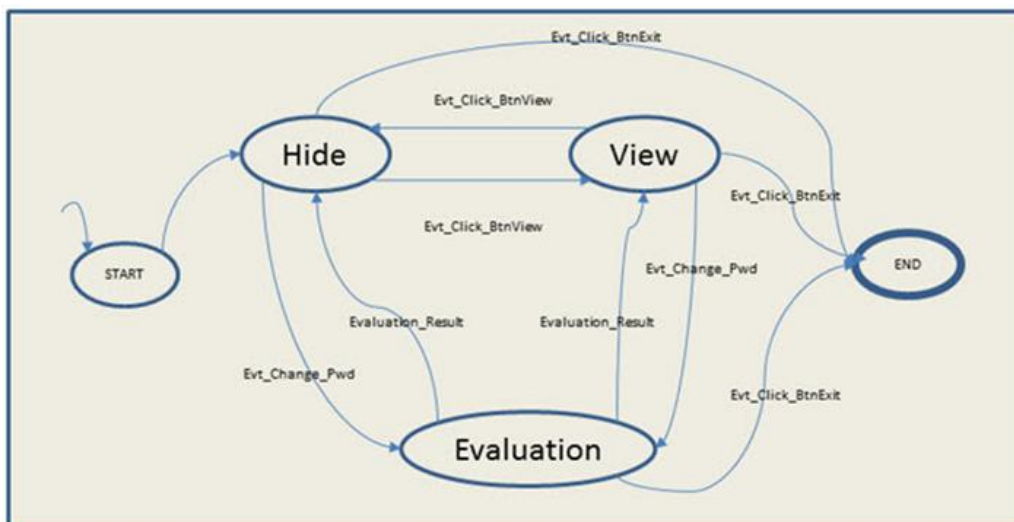 Evt_Click_BtnExit
Evt_Click_BtnView
Hide
View
Evt_Click_BtnExit
Evt_Click_BtnView
START
Evt_Change_Pwd
END
Evaluation_Result
Evaluation_Result
Evt_Change_Pwd
Evt_Click_BtnExit
Evaluation